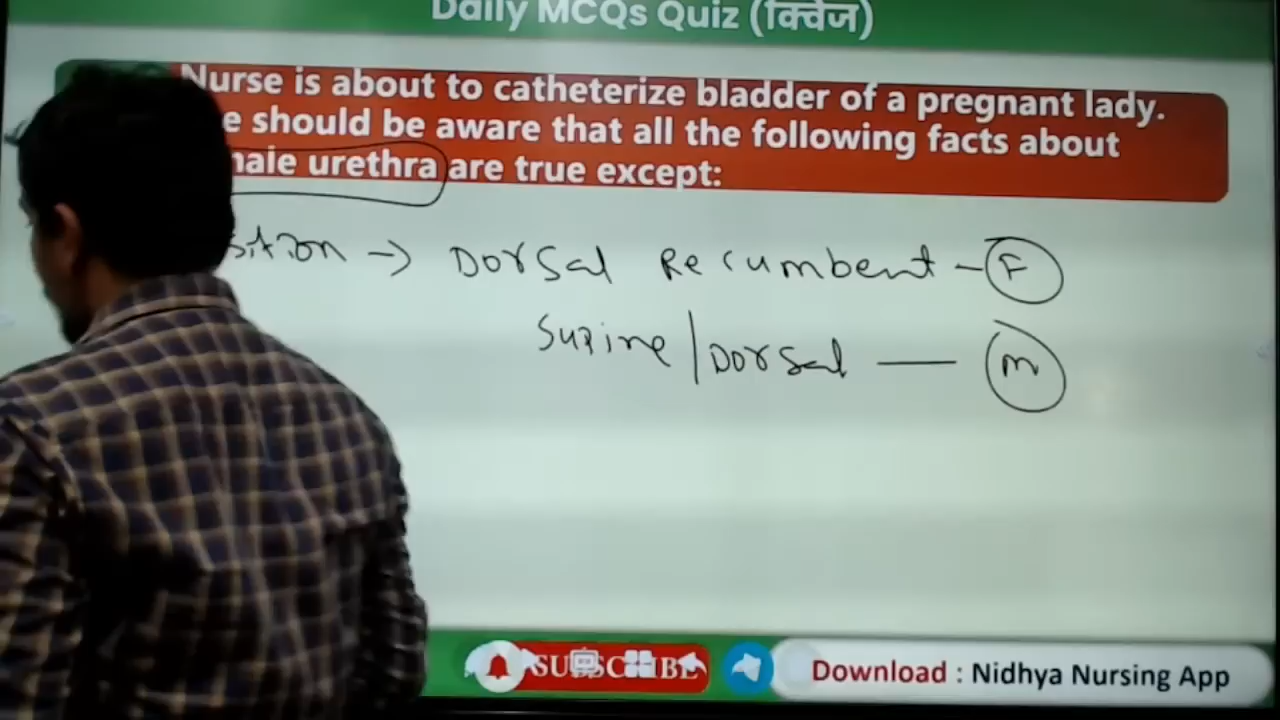 Daily MCQs Quiz (क्विज)
Nurse is about to catheterize bladder of a pregnant lady.
should be aware that all the following facts about
urethra are true except:
→ Dorsal Recumbent - F
Supine / Dorsal — m
SUBSCRIBE
Download : Nidhya Nursing App